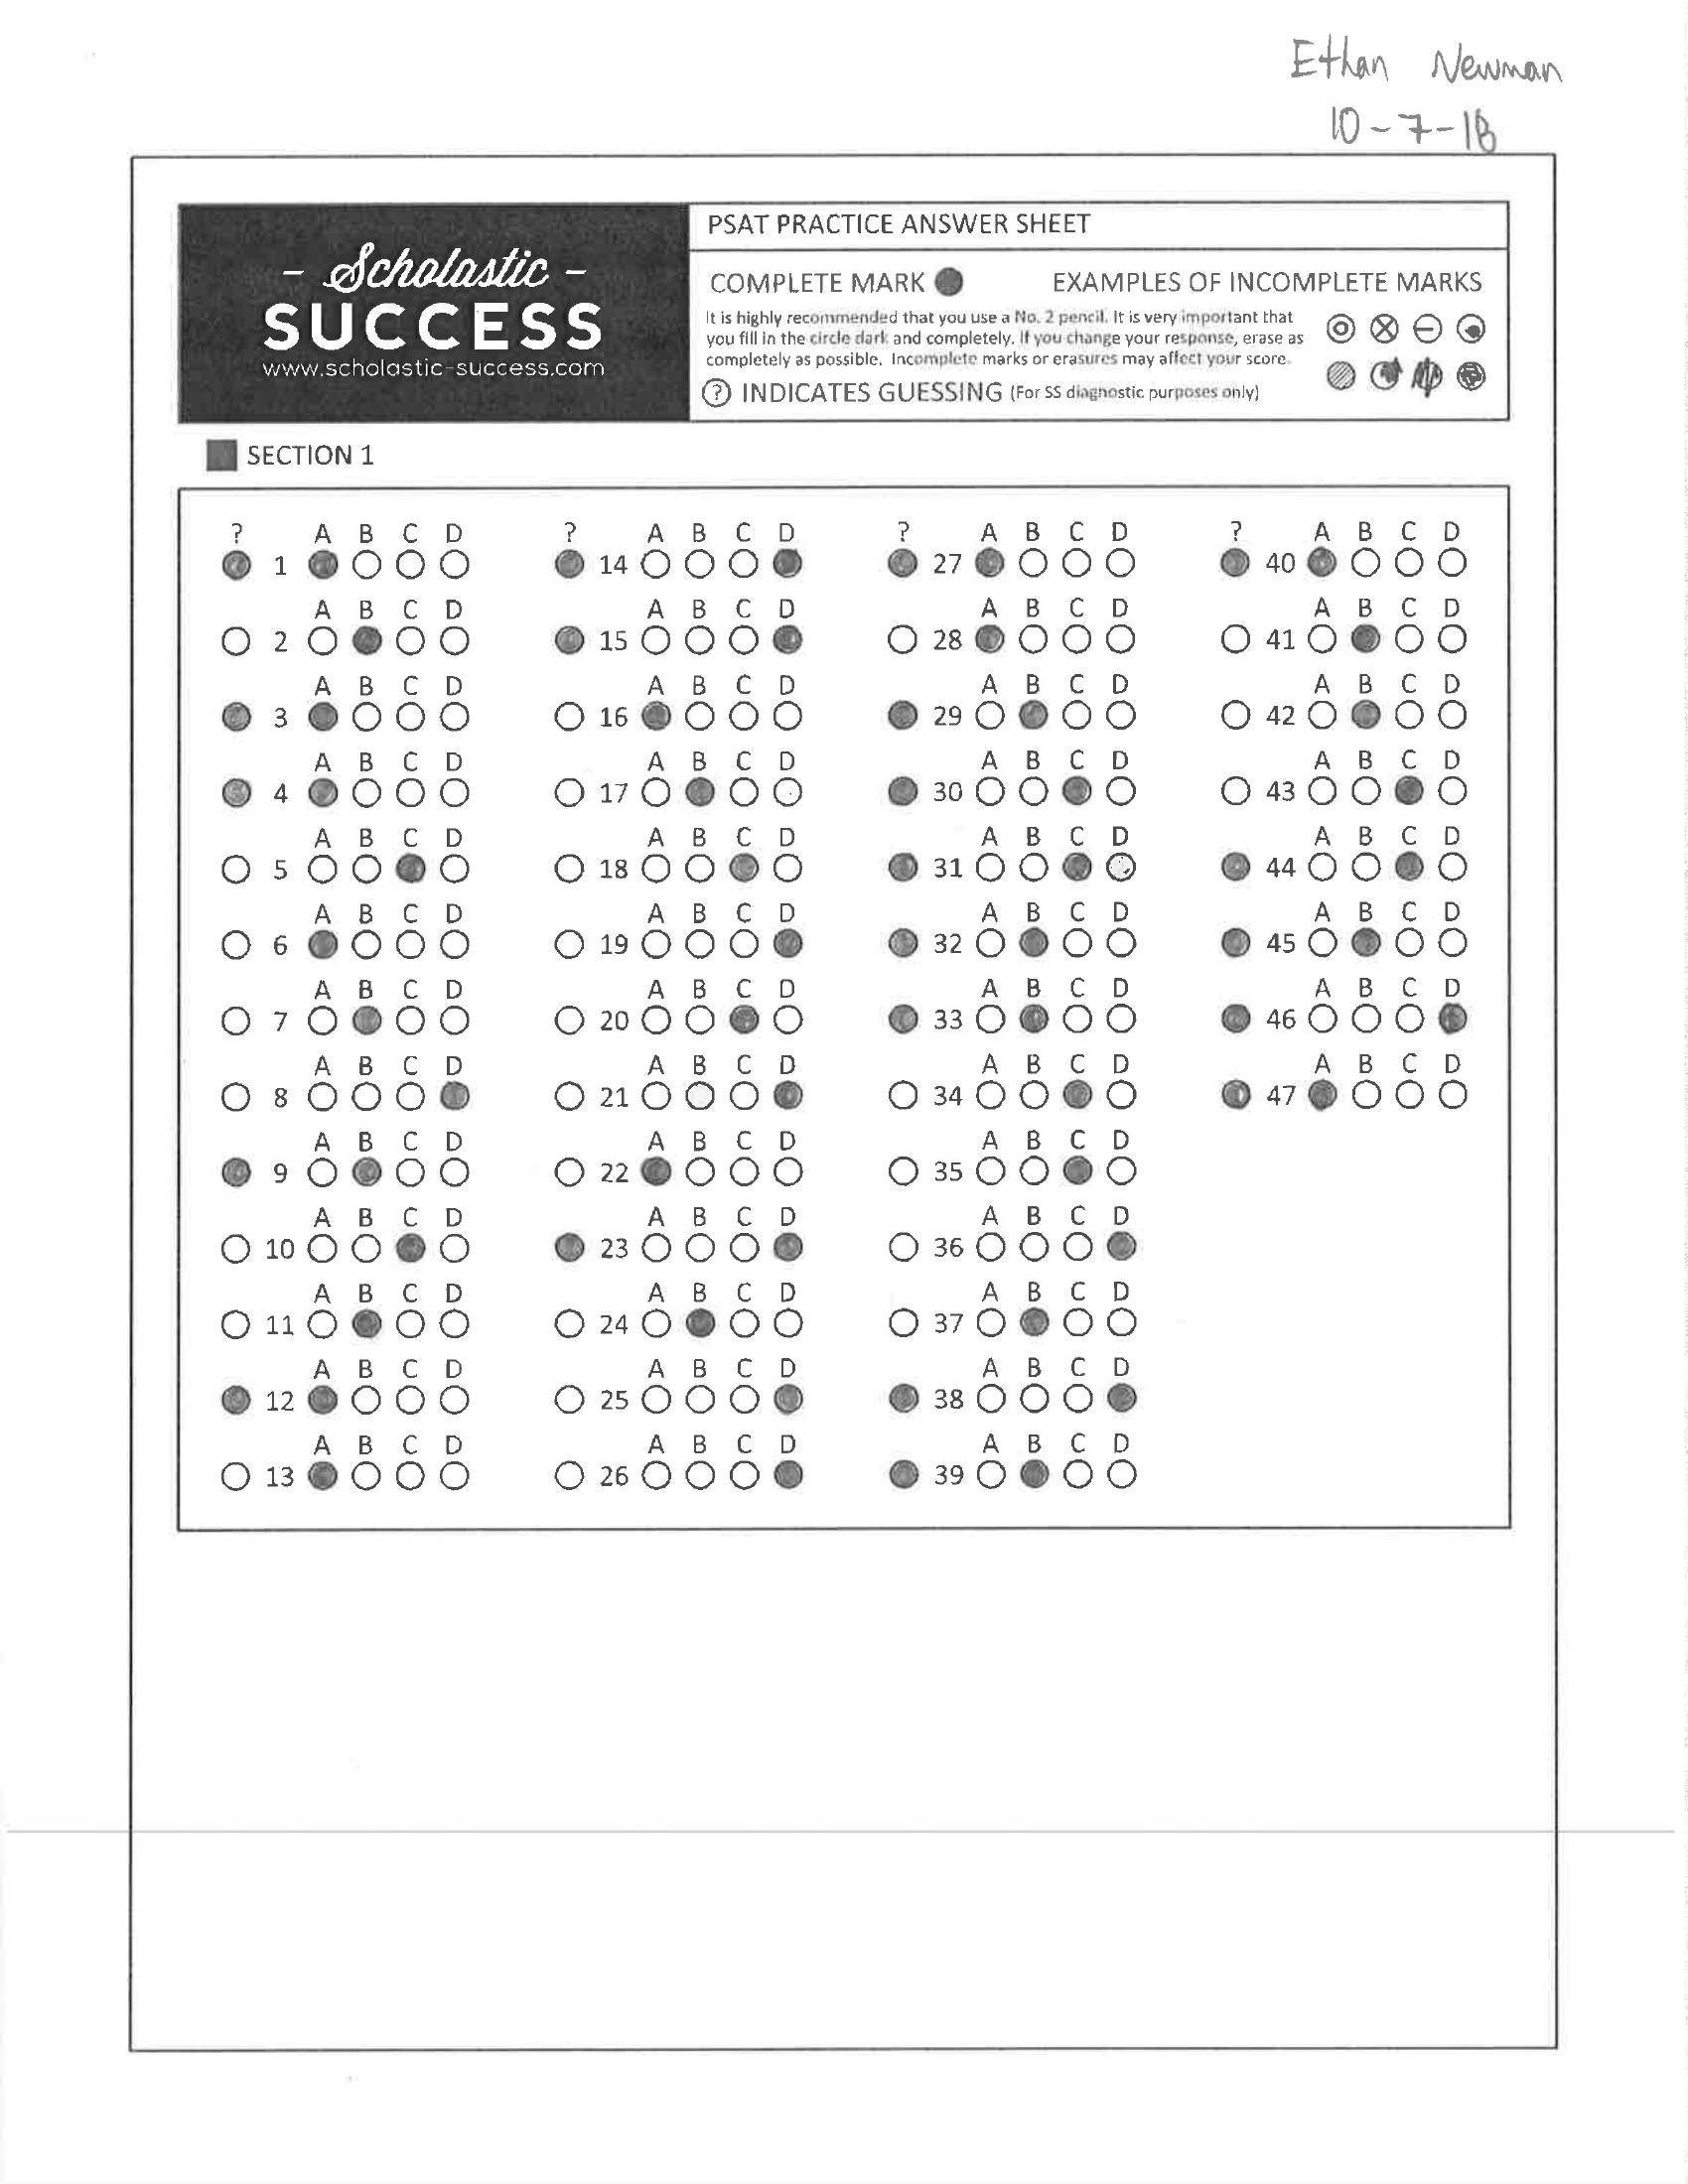 Ethan Newman
10-7-18
- Scholastic -
SUCCESS
www.scholastic-success.com
PSAT PRACTICE ANSWER SHEET
COMPLETE MARK EXAMPLES OF INCOMPLETE MARKS
It is highly recommended that you use a No. 2 pencil. It is very important that
you fill in the circle dark and completely. If you change your response, erase as
completely as possible. Incomplete marks or erasures may affect your score.
? INDICATES GUESSING (For SS diagnostic purposes only)
SECTION 1
? A B C D
1
A B C D
2
A B C D
3
A B C D
4
A B C D
5
A B C D
6
A B C D
7
A B C D
8
A B C D
9
A B C D
10
A B C D
11
A B C D
12
A B C D
13
? A B C D
14
A B C D
15
A B C D
16
A B C D
17
A B C D
18
A B C D
19
A B C D
20
A B C D
21
A B C D
22
A B C D
23
A B C D
24
A B C D
25
A B C D
26
? A B C D
27
A B C D
28
A B C D
29
A B C D
30
A B C D
31
A B C D
32
A B C D
33
A B C D
34
A B C D
35
A B C D
36
A B C D
37
A B C D
38
A B C D
39
? A B C D
40
A B C D
41
A B C D
42
A B C D
43
A B C D
44
A B C D
45
A B C D
46
A B C D
47